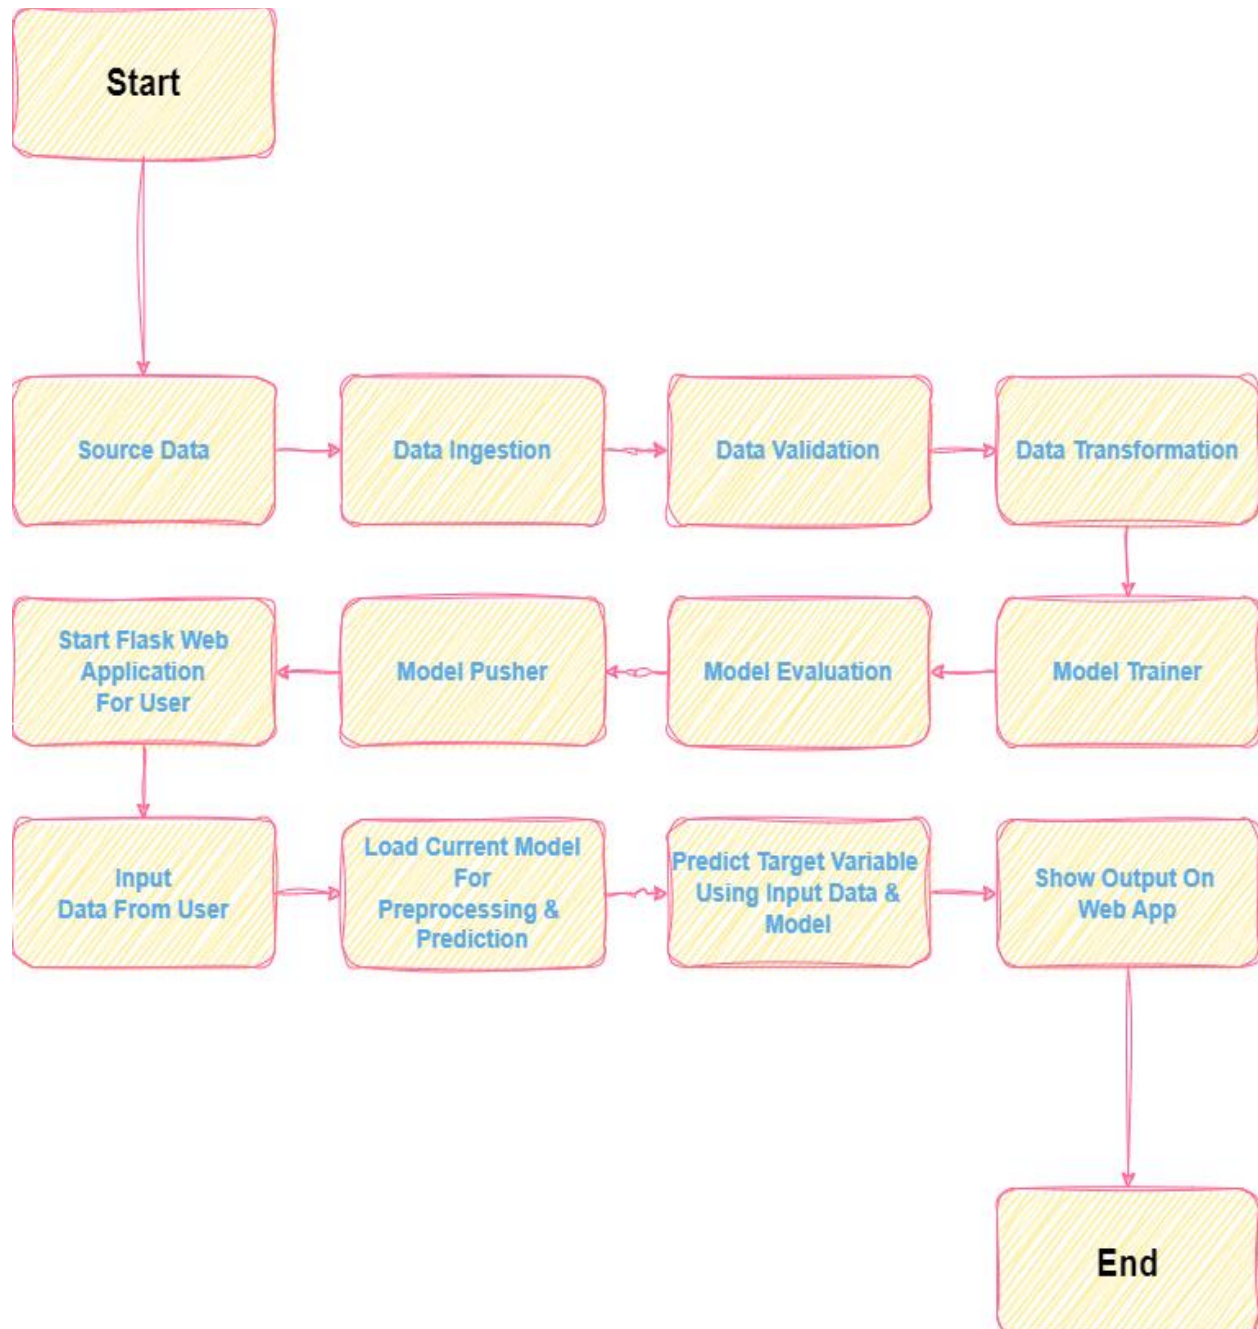 Start
Source Data
Data Ingestion
Data Validation
Data Transformation
Start Flask Web
Application
For User
Model Pusher
Model Evaluation
Model Trainer
Input
Data From User
Load Current Model
For
Preprocessing &
Prediction
Predict Target Variable
Using Input Data &
Model
Show Output On
Web App
End